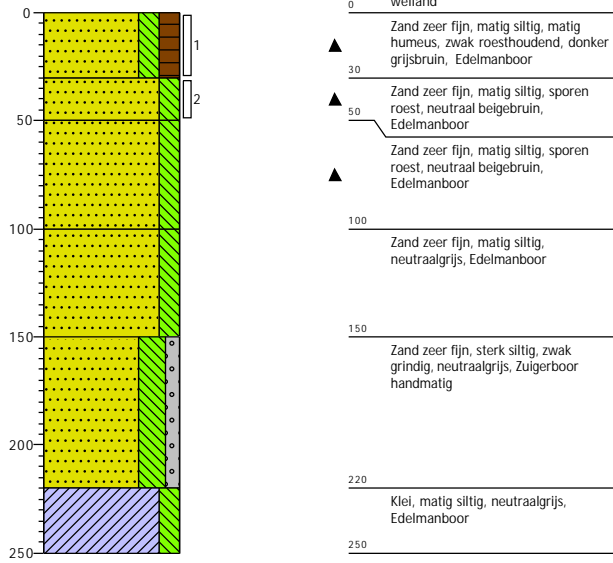 0
50
100
150
200
250
1
2
0
weiland
Zand zeer fijn, matig siltig, matig
humeus, zwak roesthoudend, donker
grijsbruin, Edelmanboor
30
Zand zeer fijn, matig siltig, sporen
roest, neutraal beigebruin,
Edelmanboor
50
Zand zeer fijn, matig siltig, sporen
roest, neutraal beigebruin,
Edelmanboor
100
Zand zeer fijn, matig siltig,
neutraalgrijs, Edelmanboor
150
Zand zeer fijn, sterk siltig, zwak
grindig, neutraalgrijs, Zuigerboor
handmatig
220
Klei, matig siltig, neutraalgrijs,
Edelmanboor
250